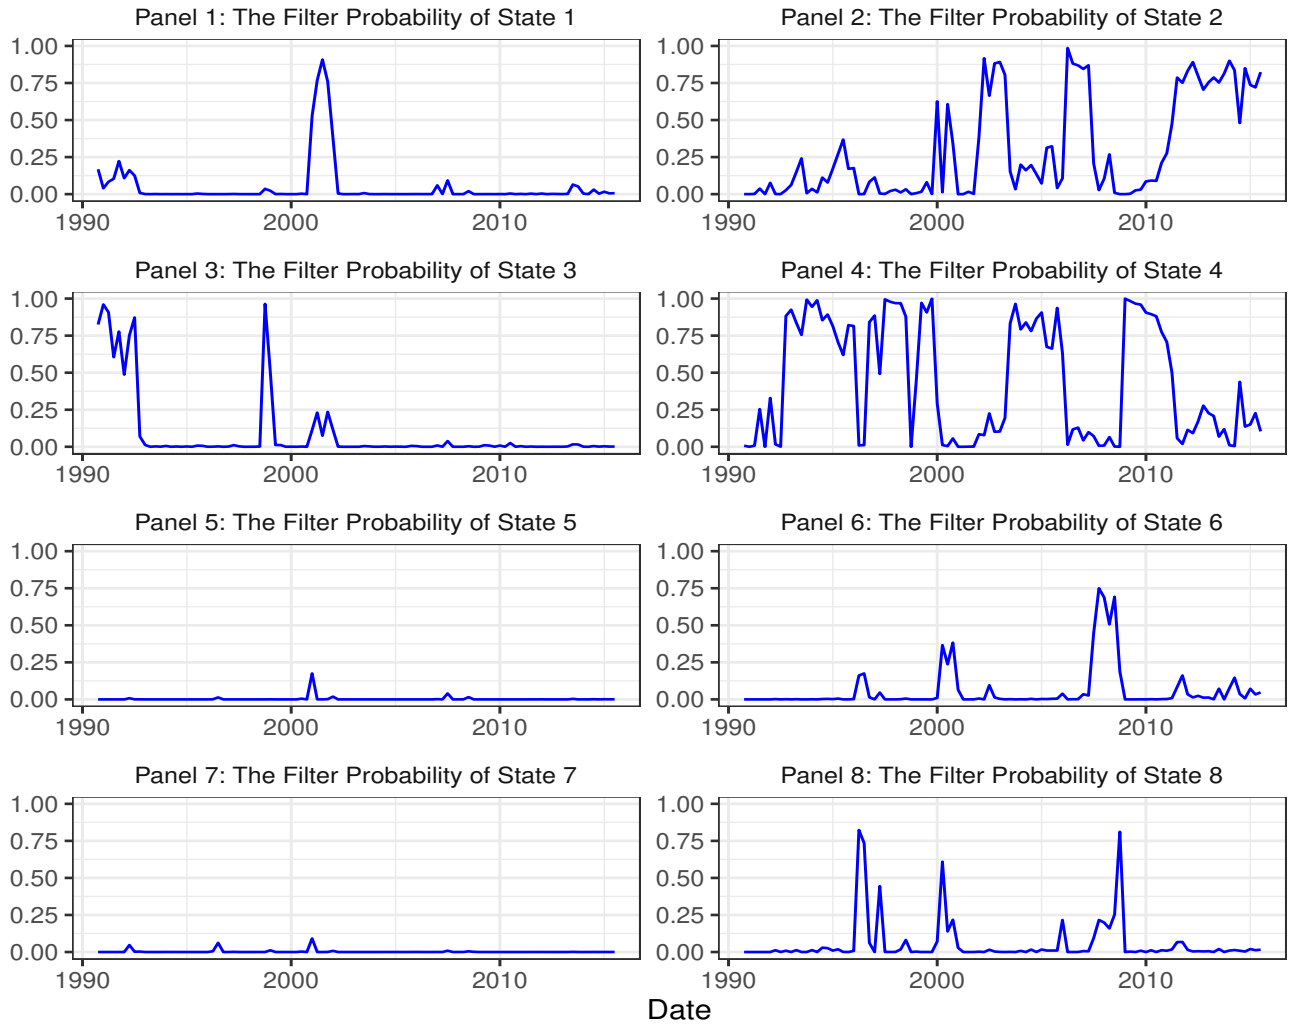 Panel 1: The Filter Probability of State 1
1.00
0.75
0.50
0.25
0.00
1990 2000 2010
Panel 2: The Filter Probability of State 2
1.00
0.75
0.50
0.25
0.00
1990 2000 2010
Panel 3: The Filter Probability of State 3
1.00
0.75
0.50
0.25
0.00
1990 2000 2010
Panel 4: The Filter Probability of State 4
1.00
0.75
0.50
0.25
0.00
1990 2000 2010
Panel 5: The Filter Probability of State 5
1.00
0.75
0.50
0.25
0.00
1990 2000 2010
Panel 6: The Filter Probability of State 6
1.00
0.75
0.50
0.25
0.00
1990 2000 2010
Panel 7: The Filter Probability of State 7
1.00
0.75
0.50
0.25
0.00
1990 2000 2010
Panel 8: The Filter Probability of State 8
1.00
0.75
0.50
0.25
0.00
1990 2000 2010
Date